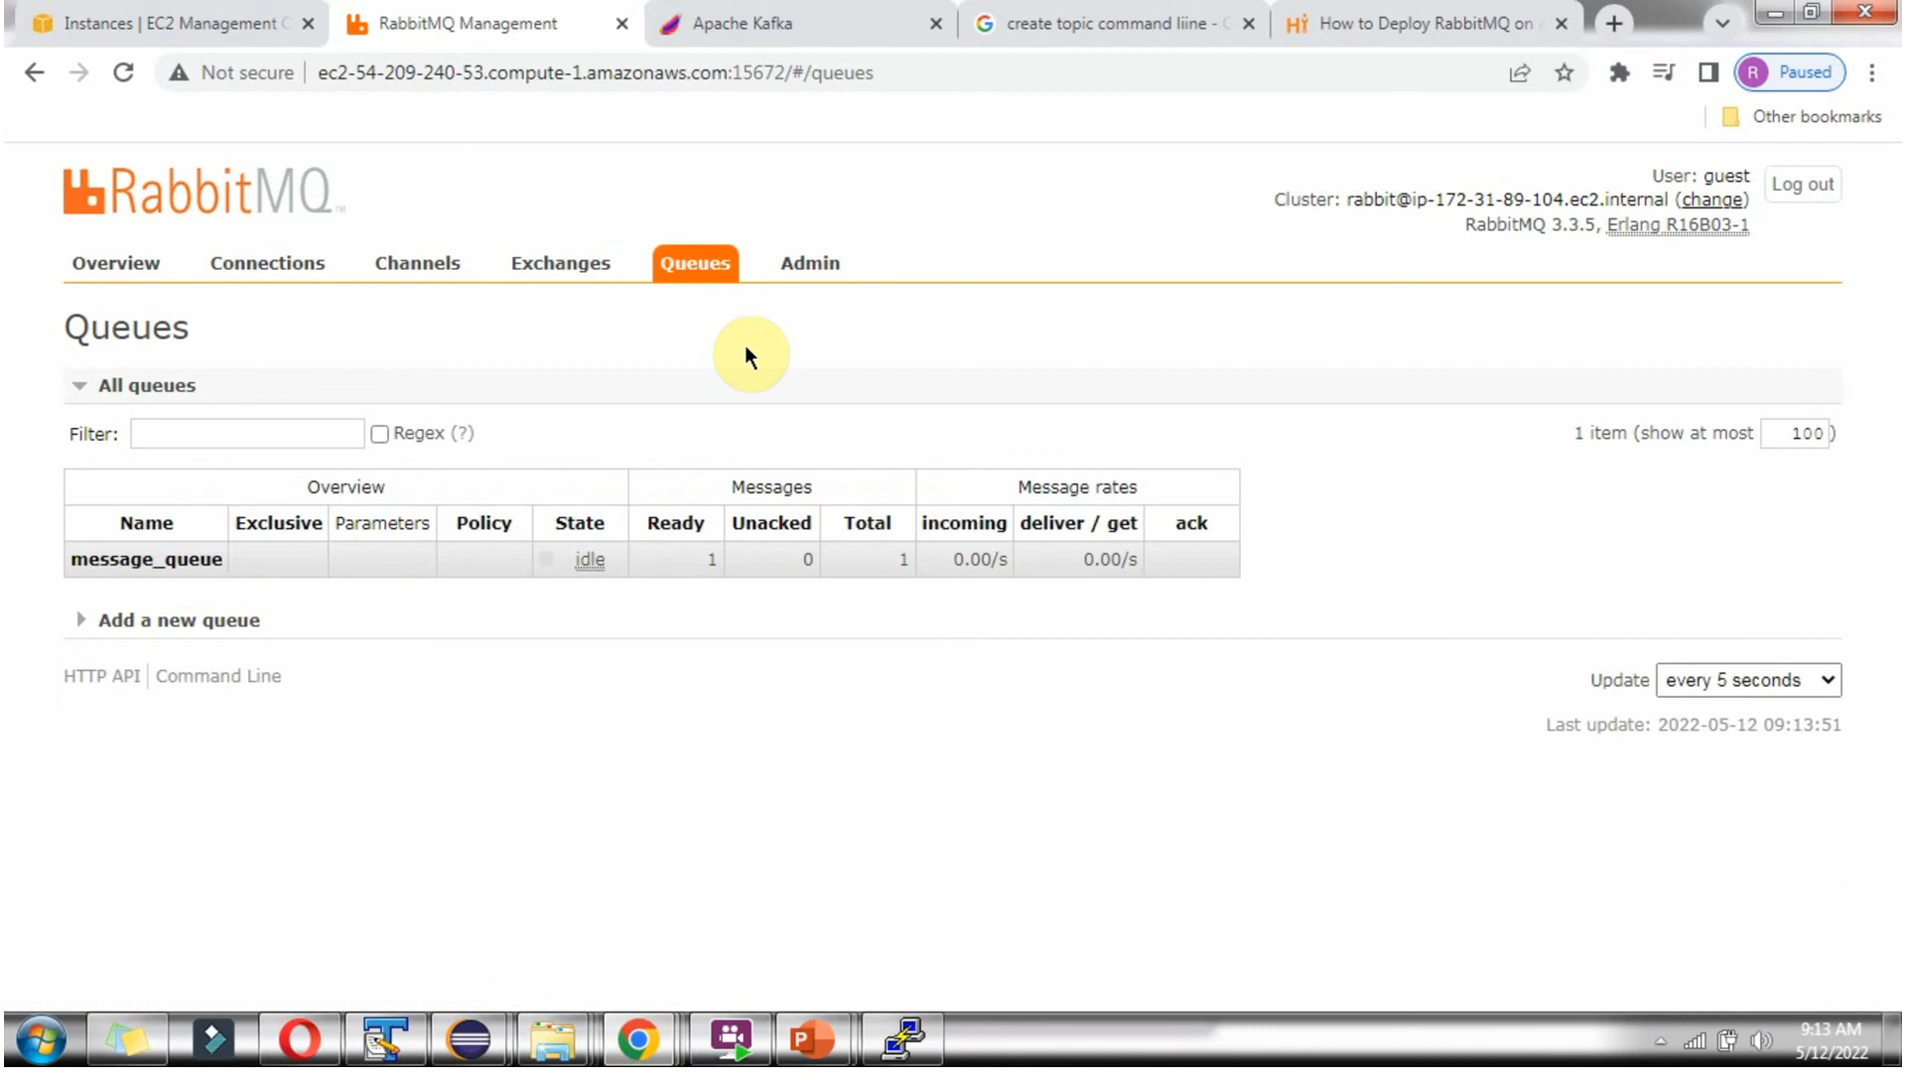 Instances | EC2 Management C
RabbitMQ Management
Apache Kafka
create topic command liine - G
How to Deploy RabbitMQ on A
Not secure
ec2-54-209-240-53.compute-1.amazonaws.com:15672/#/queues
R
Paused
Other bookmarks
RabbitMQ TM
User: guest
Log out
Cluster: rabbit@ip-172-31-89-104.ec2.internal (change)
RabbitMQ 3.3.5, Erlang R16B03-1
Overview Connections Channels Exchanges Queues Admin
Queues
All queues
Filter:
Regex (?)
1 item (show at most 100 )
Overview Messages Message rates
Name Exclusive Parameters Policy State Ready Unacked Total incoming deliver / get ack
message_queue idle 1 0 1 0.00/s 0.00/s
Add a new queue
HTTP API Command Line
Update every 5 seconds
Last update: 2022-05-12 09:13:51
9:13 AM
5/12/2022